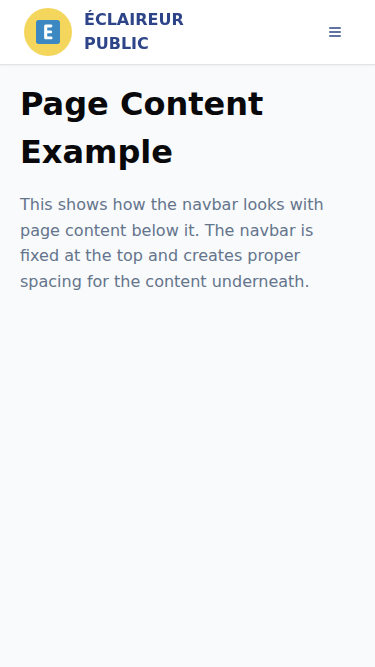 E
ÉCLAIREUR
PUBLIC
Page Content
Example
This shows how the navbar looks with
page content below it. The navbar is
fixed at the top and creates proper
spacing for the content underneath.